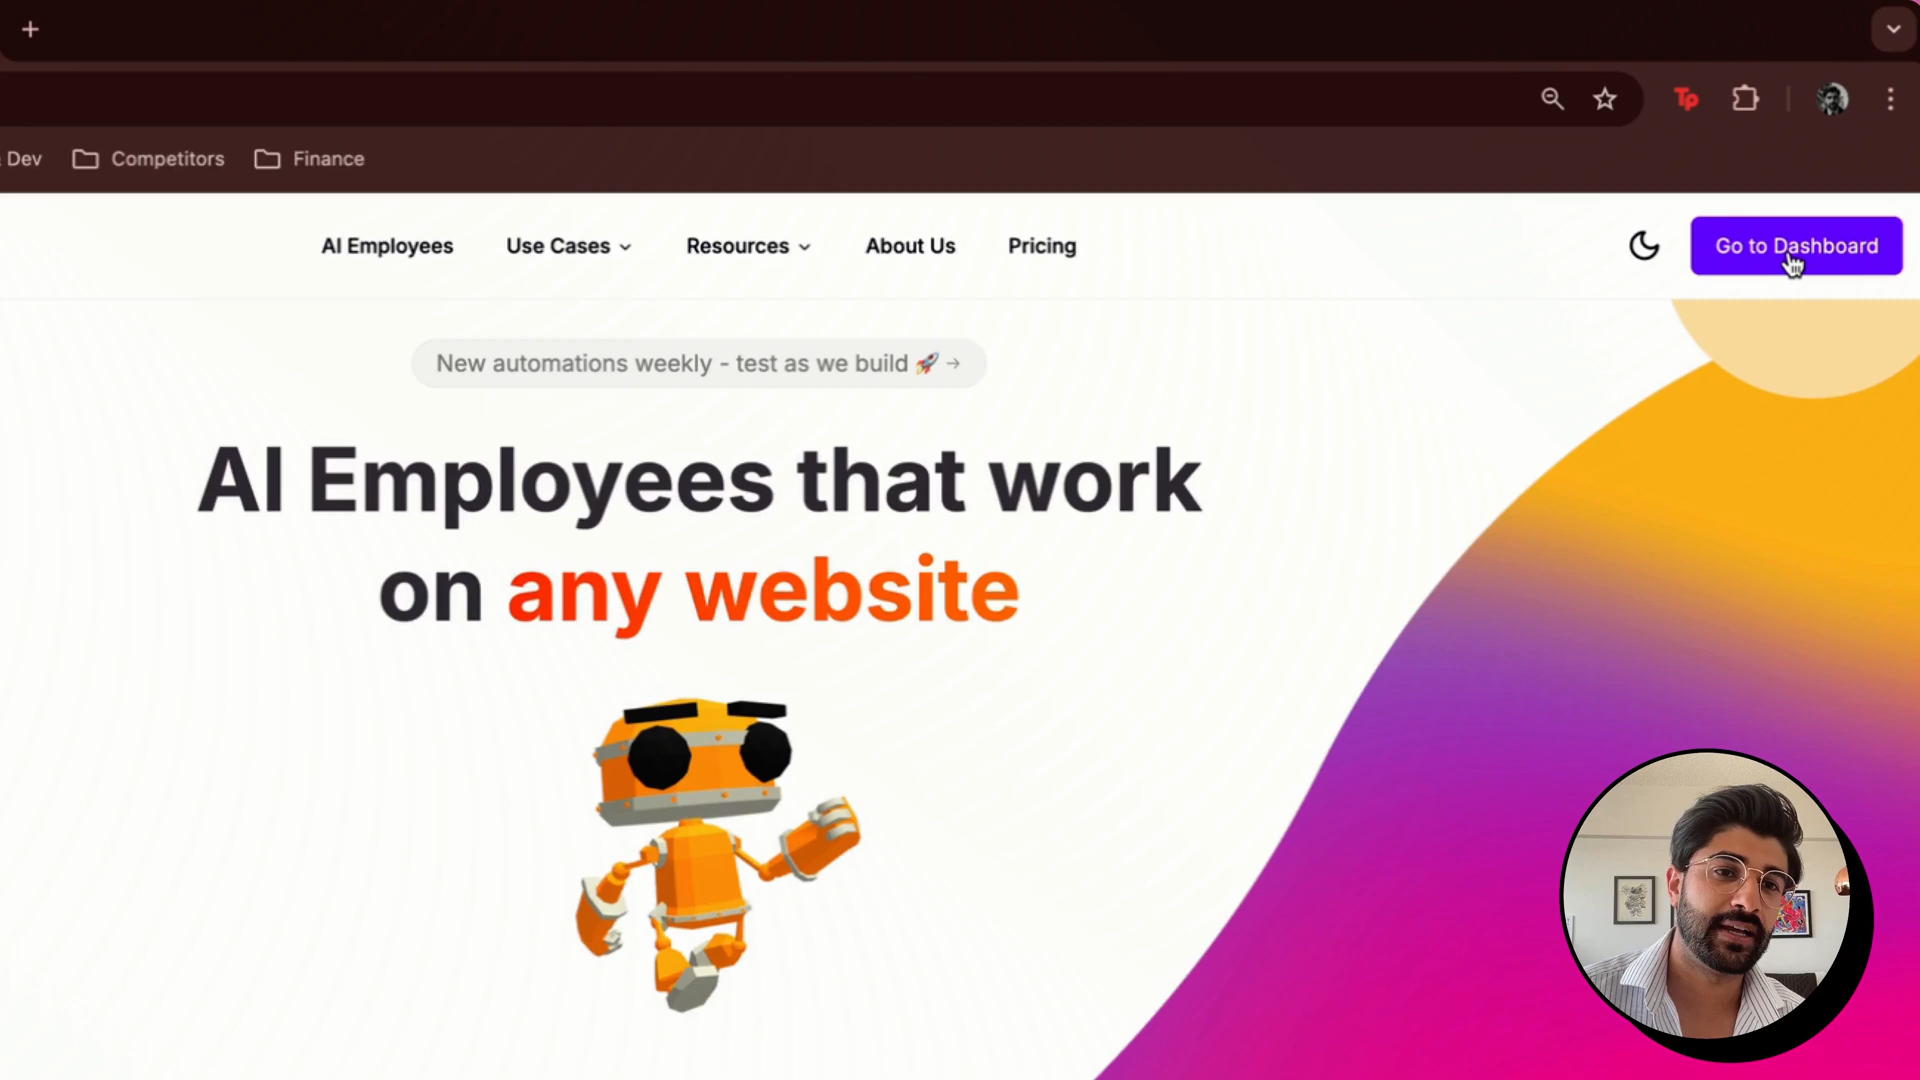 Tp
Dev
Competitors
Finance
AI Employees
Use Cases
Resources
About Us
Pricing
Go to Dashboard
New automations weekly - test as we build 🚀 →
AI Employees that work
on any website